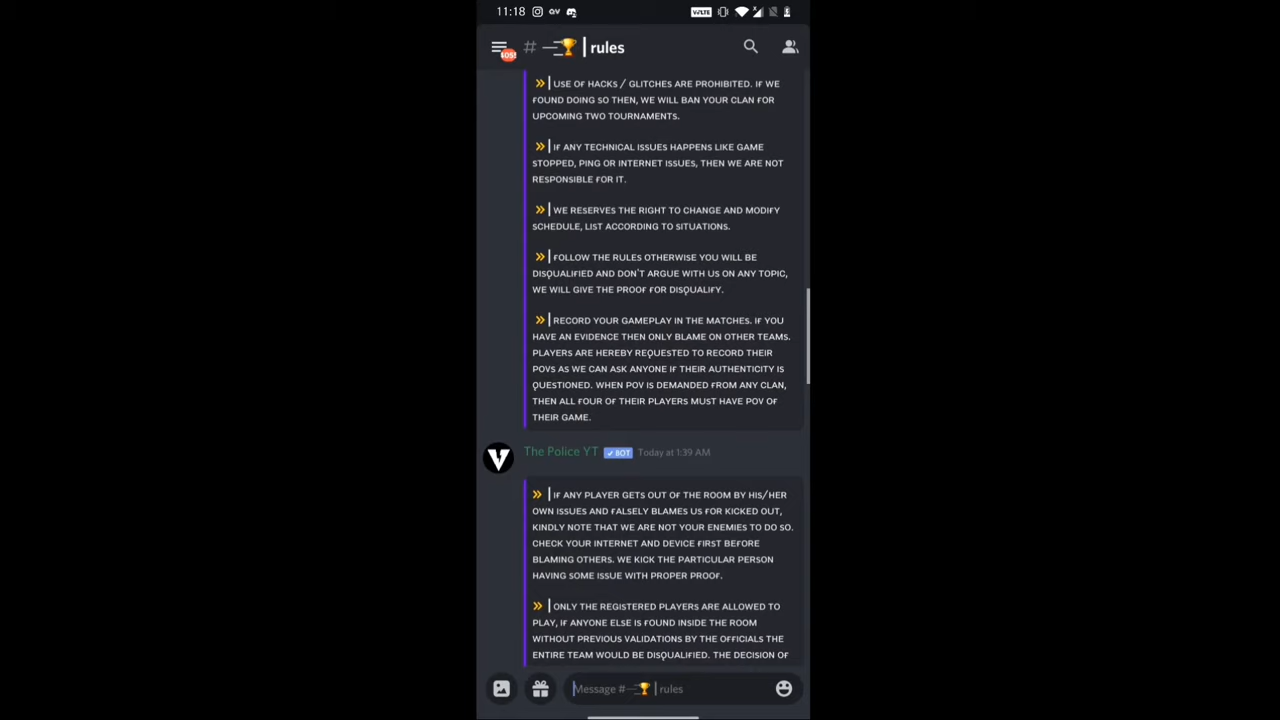 11:18
VoLTE
# | rules
» | USE OF HACKS / GLITCHES ARE PROHIBITED. IF WE
FOUND DOING SO THEN, WE WILL BAN YOUR CLAN FOR
UPCOMING TWO TOURNAMENTS.
» | IF ANY TECHNICAL ISSUES HAPPENS LIKE GAME
STOPPED, PING OR INTERNET ISSUES, THEN WE ARE NOT
RESPONSIBLE FOR IT.
» | WE RESERVES THE RIGHT TO CHANGE AND MODIFY
SCHEDULE, LIST ACCORDING TO SITUATIONS.
» | FOLLOW THE RULES OTHERWISE YOU WILL BE
DISQUALIFIED AND DON'T ARGUE WITH US ON ANY TOPIC,
WE WILL GIVE THE PROOF FOR DISQUALIFY.
» | RECORD YOUR GAMEPLAY IN THE MATCHES. IF YOU
HAVE AN EVIDENCE THEN ONLY BLAME ON OTHER TEAMS.
PLAYERS ARE HEREBY REQUESTED TO RECORD THEIR
POVS AS WE CAN ASK ANYONE IF THEIR AUTHENTICITY IS
QUESTIONED. WHEN POV IS DEMANDED FROM ANY CLAN,
THEN ALL FOUR OF THEIR PLAYERS MUST HAVE POV OF
THEIR GAME.
The Police YT ✔ BOT Today at 1:39 AM
» | IF ANY PLAYER GETS OUT OF THE ROOM BY HIS/HER
OWN ISSUES AND FALSELY BLAMES US FOR KICKED OUT,
KINDLY NOTE THAT WE ARE NOT YOUR ENEMIES TO DO SO.
CHECK YOUR INTERNET AND DEVICE FIRST BEFORE
BLAMING OTHERS. WE KICK THE PARTICULAR PERSON
HAVING SOME ISSUE WITH PROPER PROOF.
» | ONLY THE REGISTERED PLAYERS ARE ALLOWED TO
PLAY, IF ANYONE ELSE IS FOUND INSIDE THE ROOM
WITHOUT PREVIOUS VALIDATIONS BY THE OFFICIALS THE
ENTIRE TEAM WOULD BE DISQUALIFIED. THE DECISION OF
Message # | rules